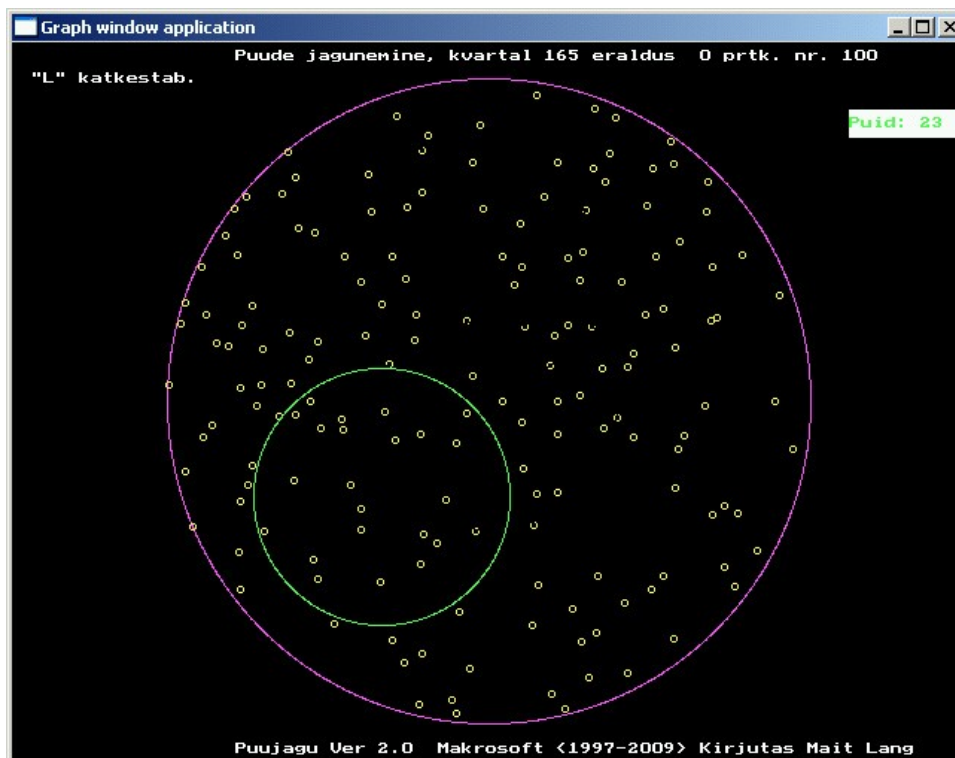 Graph window application
Puude jagunemine, kvartal 165 eraldus 0 prtk. nr. 100
"L" katkestab.
Puid: 23
Puujagu Ver 2.0 Makrosoft <1997-2009> Kirjutas Mait Lang